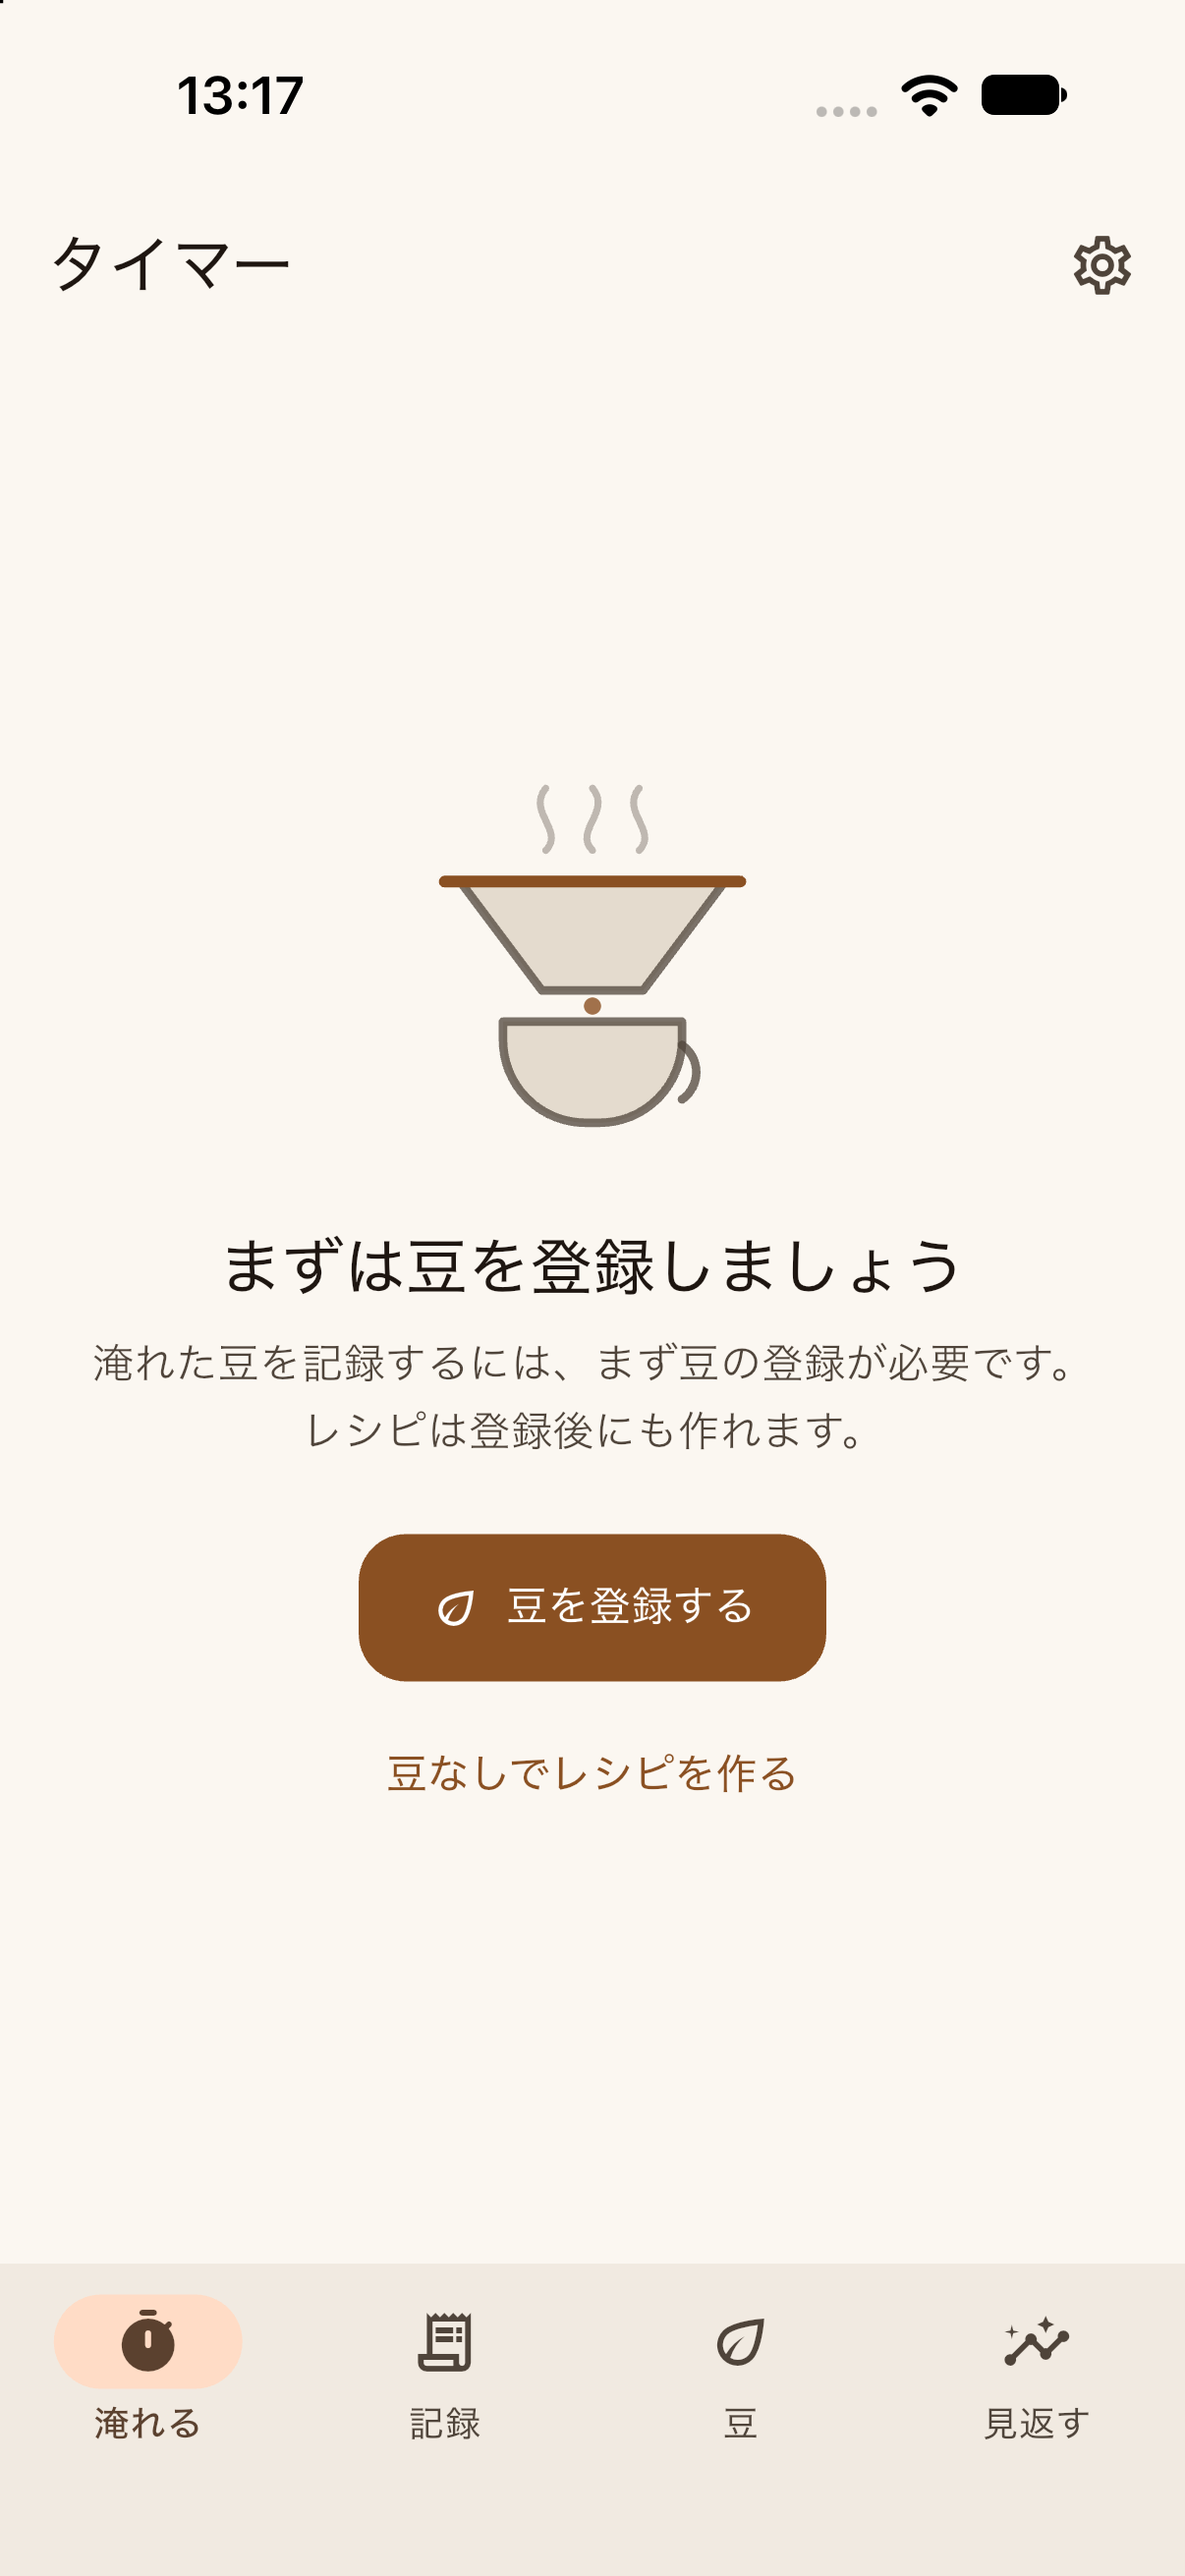 13:17
タイマー
まずは豆を登録しましょう
淹れた豆を記録するには、まず豆の登録が必要です。
レシピは登録後にも作れます。
豆を登録する
豆なしでレシピを作る
淹れる
記録
豆
見返す